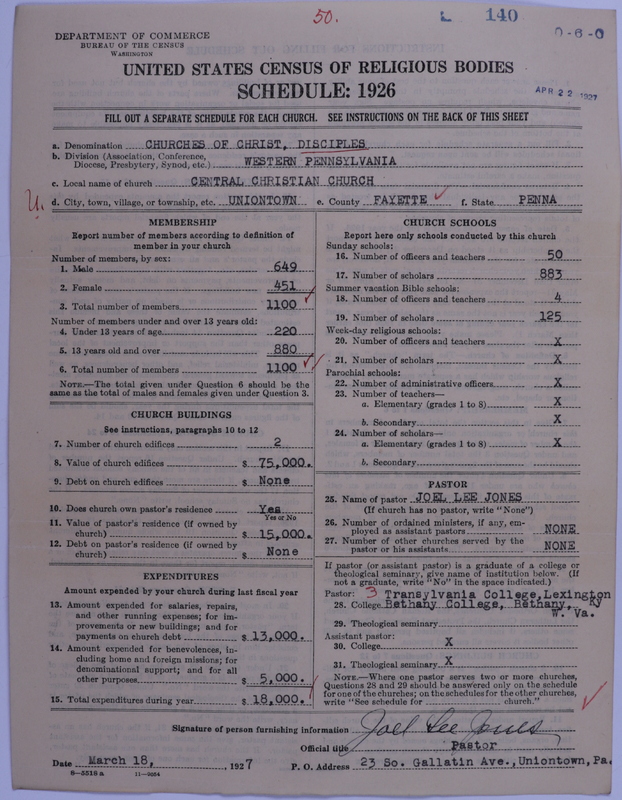 50.
140
0-6-0
DEPARTMENT OF COMMERCE
BUREAU OF THE CENSUS
WASHINGTON
UNITED STATES CENSUS OF RELIGIOUS BODIES
SCHEDULE: 1926
APR 22 1927
FILL OUT A SEPARATE SCHEDULE FOR EACH CHURCH. SEE INSTRUCTIONS ON THE BACK OF THIS SHEET
a. Denomination CHURCHES OF CHRIST, DISCIPLES
b. Division (Association, Conference, Diocese, Presbytery, Synod, etc.) WESTERN PENNSYLVANIA
c. Local name of church CENTRAL CHRISTIAN CHURCH
d. City, town, village, or township, etc. UNIONTOWN e. County FAYETTE f. State PENNA
MEMBERSHIP
Report number of members according to definition of
member in your church
Number of members, by sex:
1. Male 649
2. Female 451
3. Total number of members 1100
Number of members under and over 13 years old:
4. Under 13 years of age 220
5. 13 years old and over 880
6. Total number of members 1100
NOTE.—The total given under Question 6 should be
same as the total of males and females given under Question 3.
CHURCH BUILDINGS
See instructions, paragraphs 10 to 12
7. Number of church edifices 2
8. Value of church edifices $ 75,000.
9. Debt on church edifices $ None
10. Does church own pastor's residence Yes
Yes or No
11. Value of pastor's residence (if owned by
church) $ 15,000.
12. Debt on pastor's residence (if owned by
church) $ None
EXPENDITURES
Amount expended by your church during last fiscal year
13. Amount expended for salaries, repairs,
and other running expenses; for im-
provements or new buildings; and for
payments on church debt $ 13,000.
14. Amount expended for benevolences, in-
cluding home and foreign missions; for
denominational support; and for all
other purposes $ 5,000.
15. Total expenditures during year $ 18,000.
CHURCH SCHOOLS
Report here only schools conducted by this church
Sunday schools:
16. Number of officers and teachers 50
17. Number of scholars 883
Summer vacation Bible schools:
18. Number of officers and teachers 4
19. Number of scholars 125
Week-day religious schools:
20. Number of officers and teachers X
21. Number of scholars X
Parochial schools:
22. Number of administrative officers X
23. Number of teachers—
a. Elementary (grades 1 to 8) X
b. Secondary X
24. Number of scholars—
a. Elementary (grades 1 to 8) X
b. Secondary
PASTOR
25. Name of pastor JOEL LEE JONES
(If church has no pastor, write "None")
26. Number of ordained ministers, if any, em-
ployed as assistant pastors NONE
27. Number of other churches served by the
pastor or his assistants NONE
If pastor (or assistant pastor) is a graduate of a college or
theological seminary, give name of institution below. (If
not a graduate, write "No" in the space indicated.)
Pastor: 3 Transylvania College, Lexington
28. College Bethany College, Bethany, Ky
W. Va.
29. Theological seminary
Assistant pastor:
30. College X
31. Theological seminary X
NOTE.—Where one pastor serves two or more churches,
Questions 28 and 29 should be answered only on the schedule
for one of the churches; on the schedules for the other churches,
write "See schedule for church."
Signature of person furnishing information Joel Lee Jones
Official title Pastor
Date March 18, 1927 P. O. Address 23 So. Gallatin Ave., Uniontown, Pa.
8-5518 a 11-2054